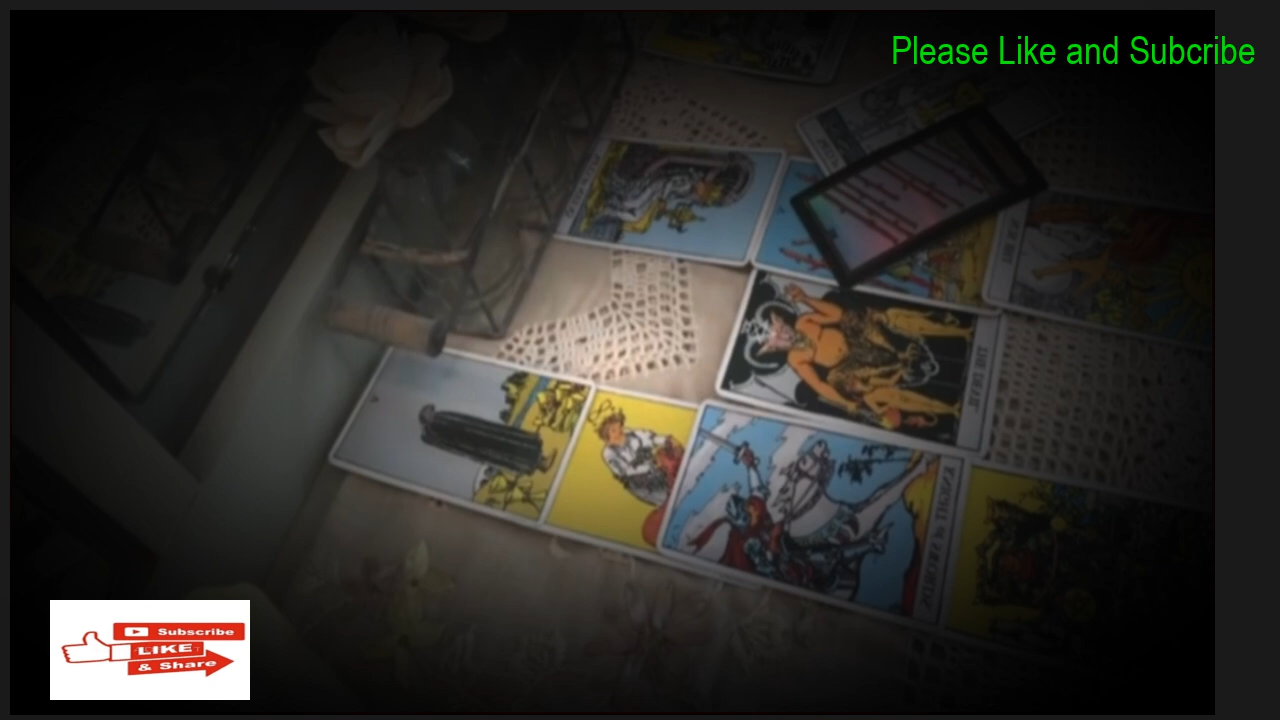 Please Like and Subcribe
THE DEVIL
KNIGHT of SWORDS
Subscribe
LIKE
& Share